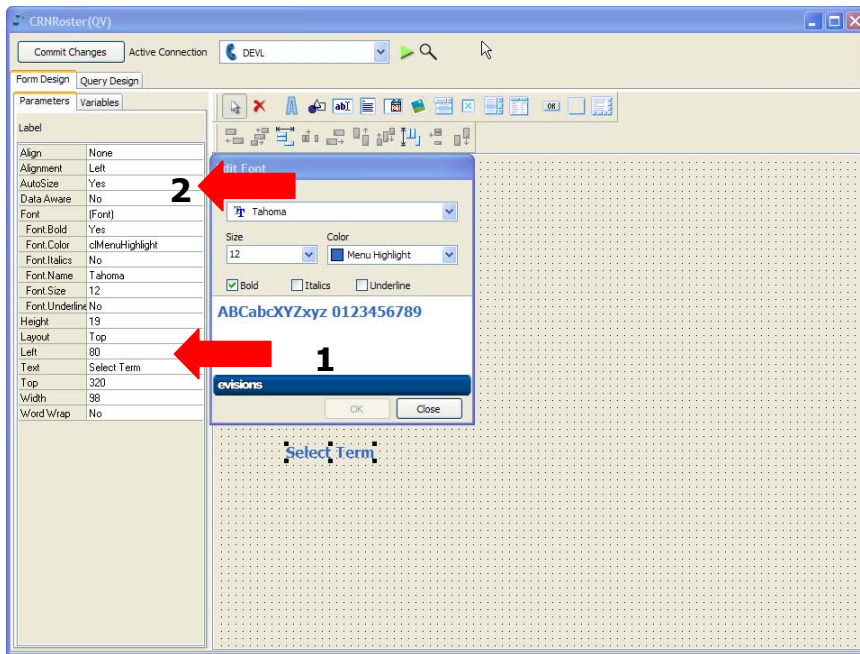 CRNRoster(QV)
Commit Changes Active Connection DEVL
Form Design Query Design
Parameters Variables
Label
Align None
Alignment Left
AutoSize Yes
Data Aware No
Font (Font)
Font.Bold Yes
Font.Color clMenuHighlight
Font.Italics No
Font.Name Tahoma
Font.Size 12
Font.Underline No
Height 19
Layout Top
Left 80
Text Select Term
Top 320
Width 98
Word Wrap No
2
1
abI
OK
dit Font
Tahoma
Size Color
12 Menu Highlight
Bold Italics Underline
ABCabcXYZxyz 0123456789
evisions
OK Close
Select Term